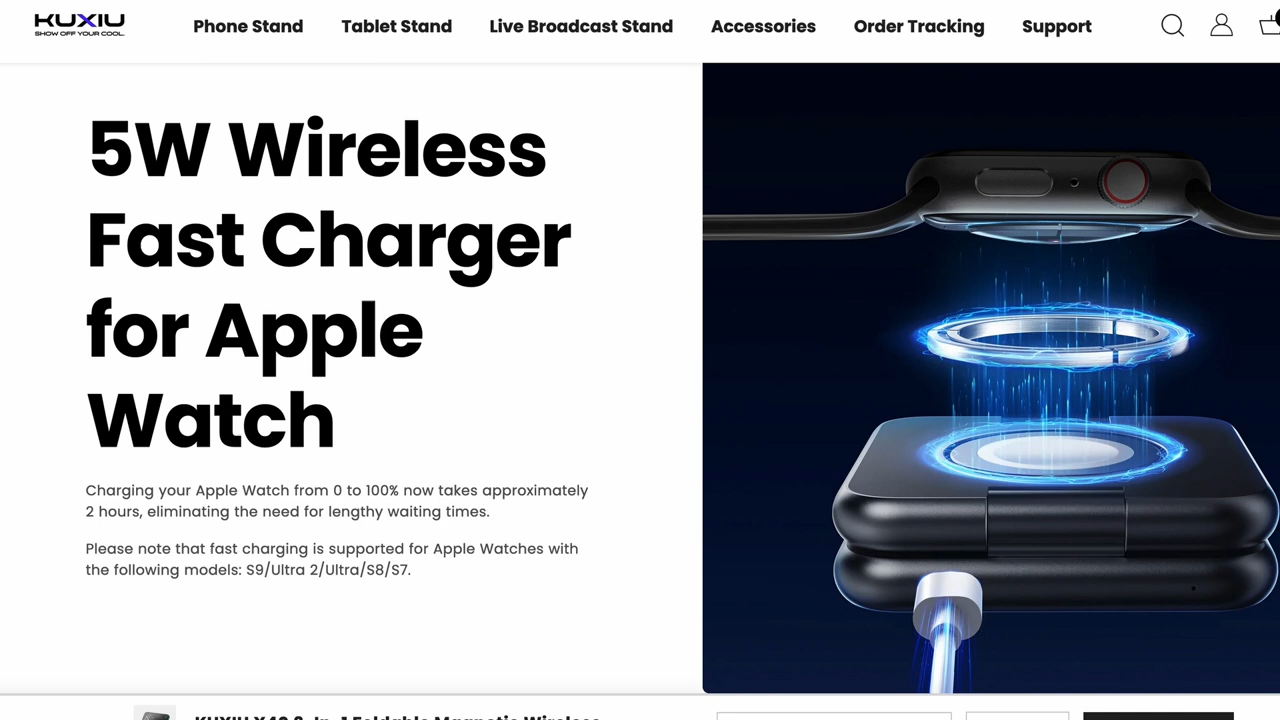 KUXIU
SHOW OFF YOUR COOL.
Phone Stand
Tablet Stand
Live Broadcast Stand
Accessories
Order Tracking
Support
5W Wireless
Fast Charger
for Apple
Watch
Charging your Apple Watch from 0 to 100% now takes approximately
2 hours, eliminating the need for lengthy waiting times.
Please note that fast charging is supported for Apple Watches with
the following models: S9/Ultra 2/Ultra/S8/S7.